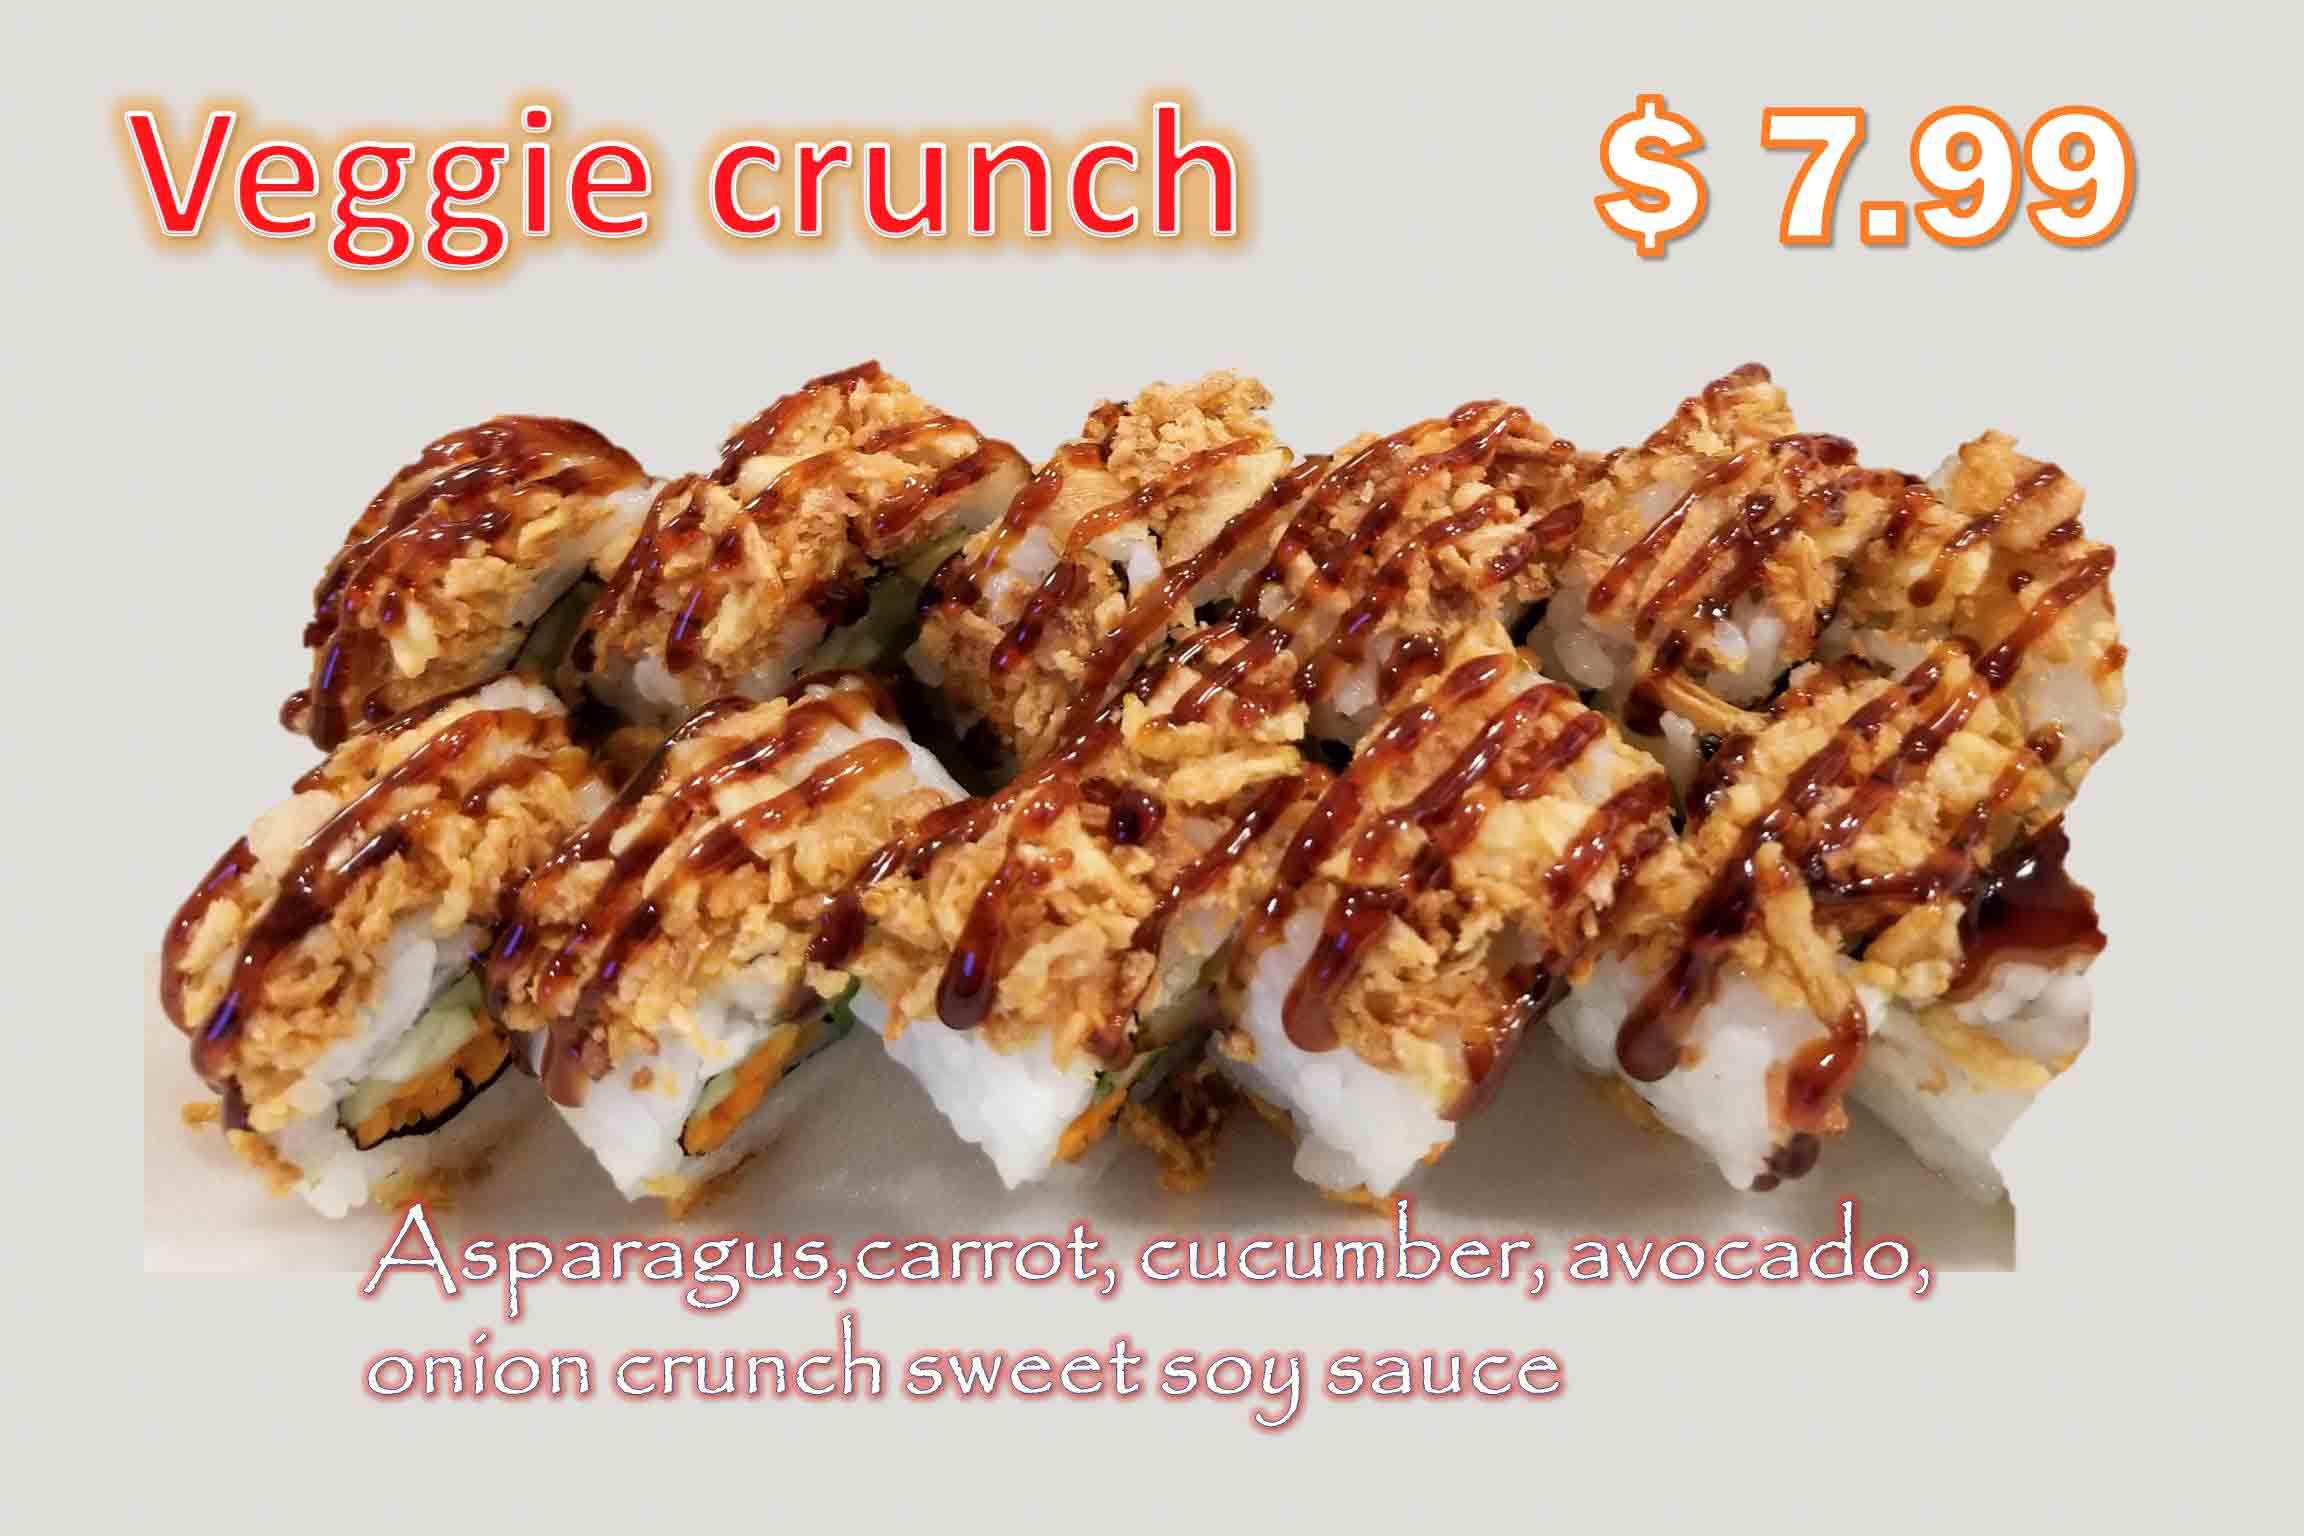 Veggie crunch
$ 7.99
Asparagus,carrot, cucumber, avocado,
onion crunch sweet soy sauce